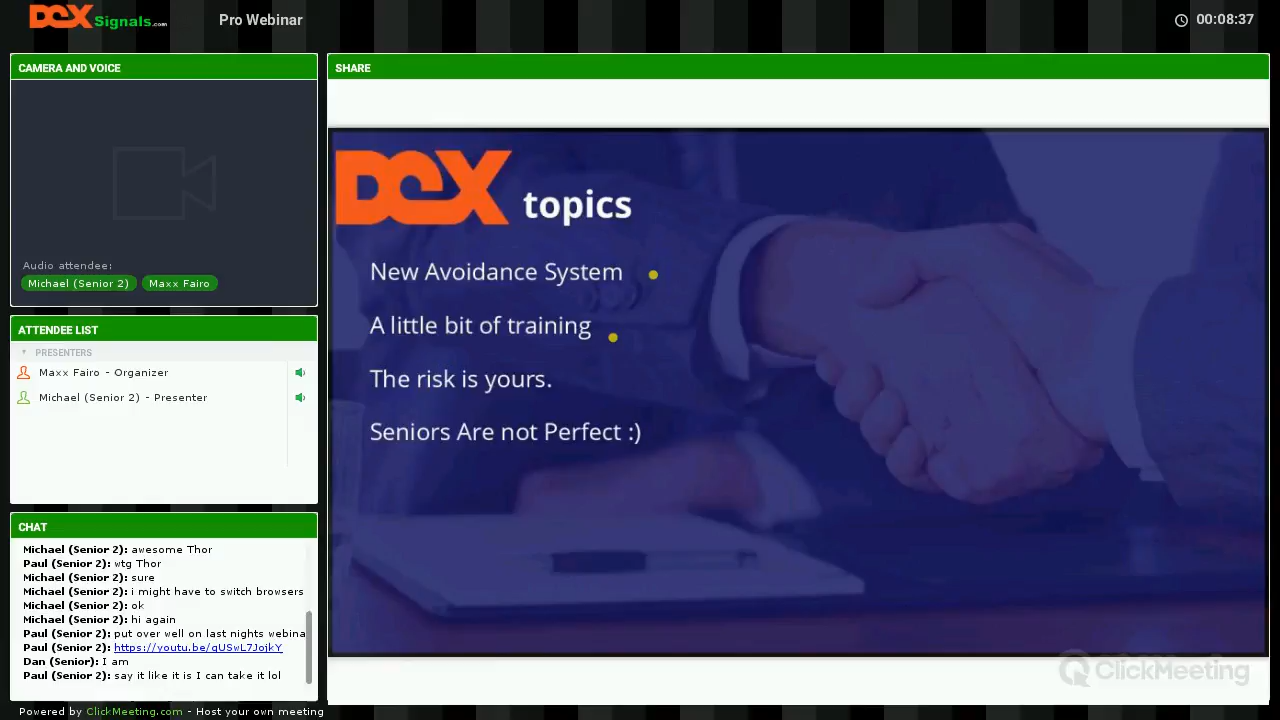 DCX Signals.com
Pro Webinar
00:08:37
CAMERA AND VOICE
Audio attendee:
Michael (Senior 2) Maxx Fairo
ATTENDEE LIST
PRESENTERS
Maxx Fairo - Organizer
Michael (Senior 2) - Presenter
CHAT
Michael (Senior 2): awesome Thor
Paul (Senior 2): wtg Thor
Michael (Senior 2): sure
Michael (Senior 2): i might have to switch browsers
Michael (Senior 2): ok
Michael (Senior 2): hi again
Paul (Senior 2): put over well on last nights webina
Paul (Senior 2): https://youtu.be/qUSwL7JojkY
Dan (Senior): I am
Paul (Senior 2): say it like it is I can take it lol
Powered by ClickMeeting.com - Host your own meeting
SHARE
DCX topics
New Avoidance System
A little bit of training
The risk is yours.
Seniors Are not Perfect :)
ClickMeeting